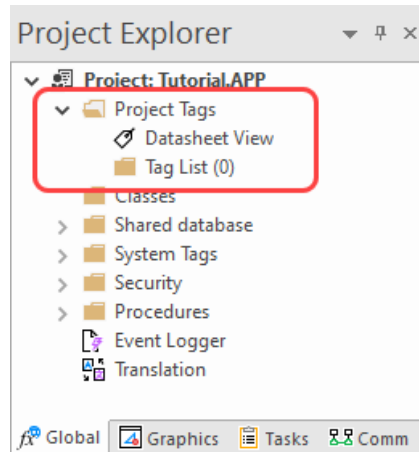 Project Explorer
Project: Tutorial.APP
Project Tags
Datasheet View
Tag List (0)
Classes
Shared database
System Tags
Security
Procedures
Event Logger
Translation
Global Graphics Tasks Comm